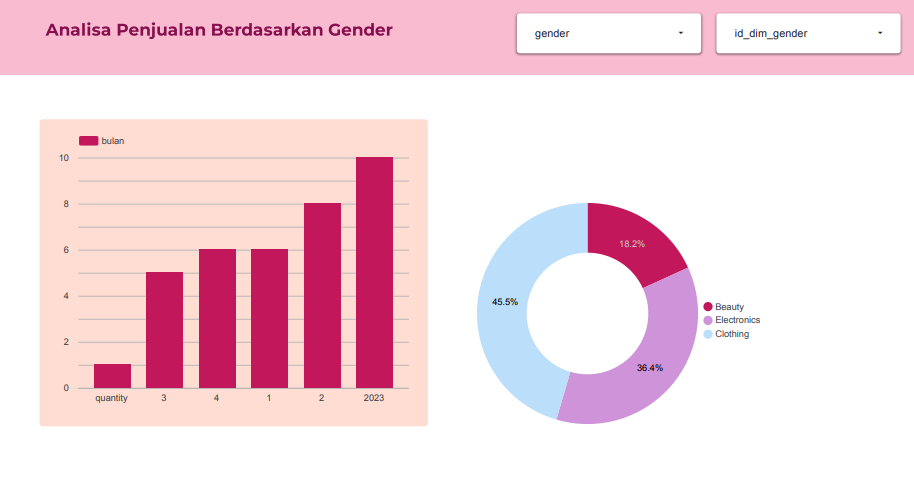 Analisa Penjualan Berdasarkan Gender
gender
id_dim_gender
bulan
10
8
6
4
2
0
quantity 3 4 1 2 2023
18.2%
45.5%
36.4%
Beauty
Electronics
Clothing